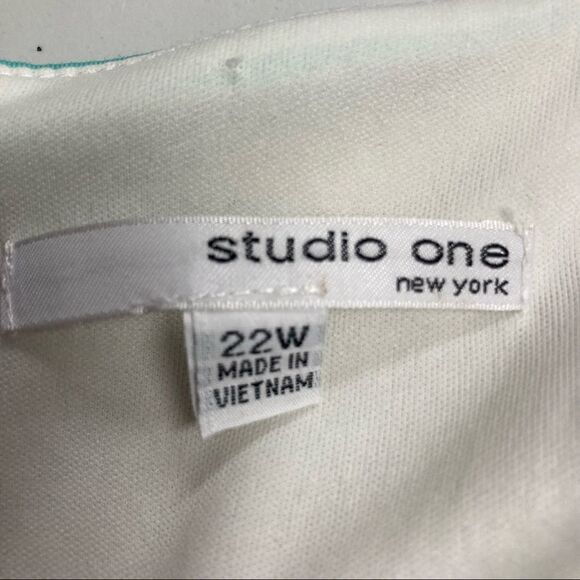 studio one
new york
22W
MADE IN
VIETNAM